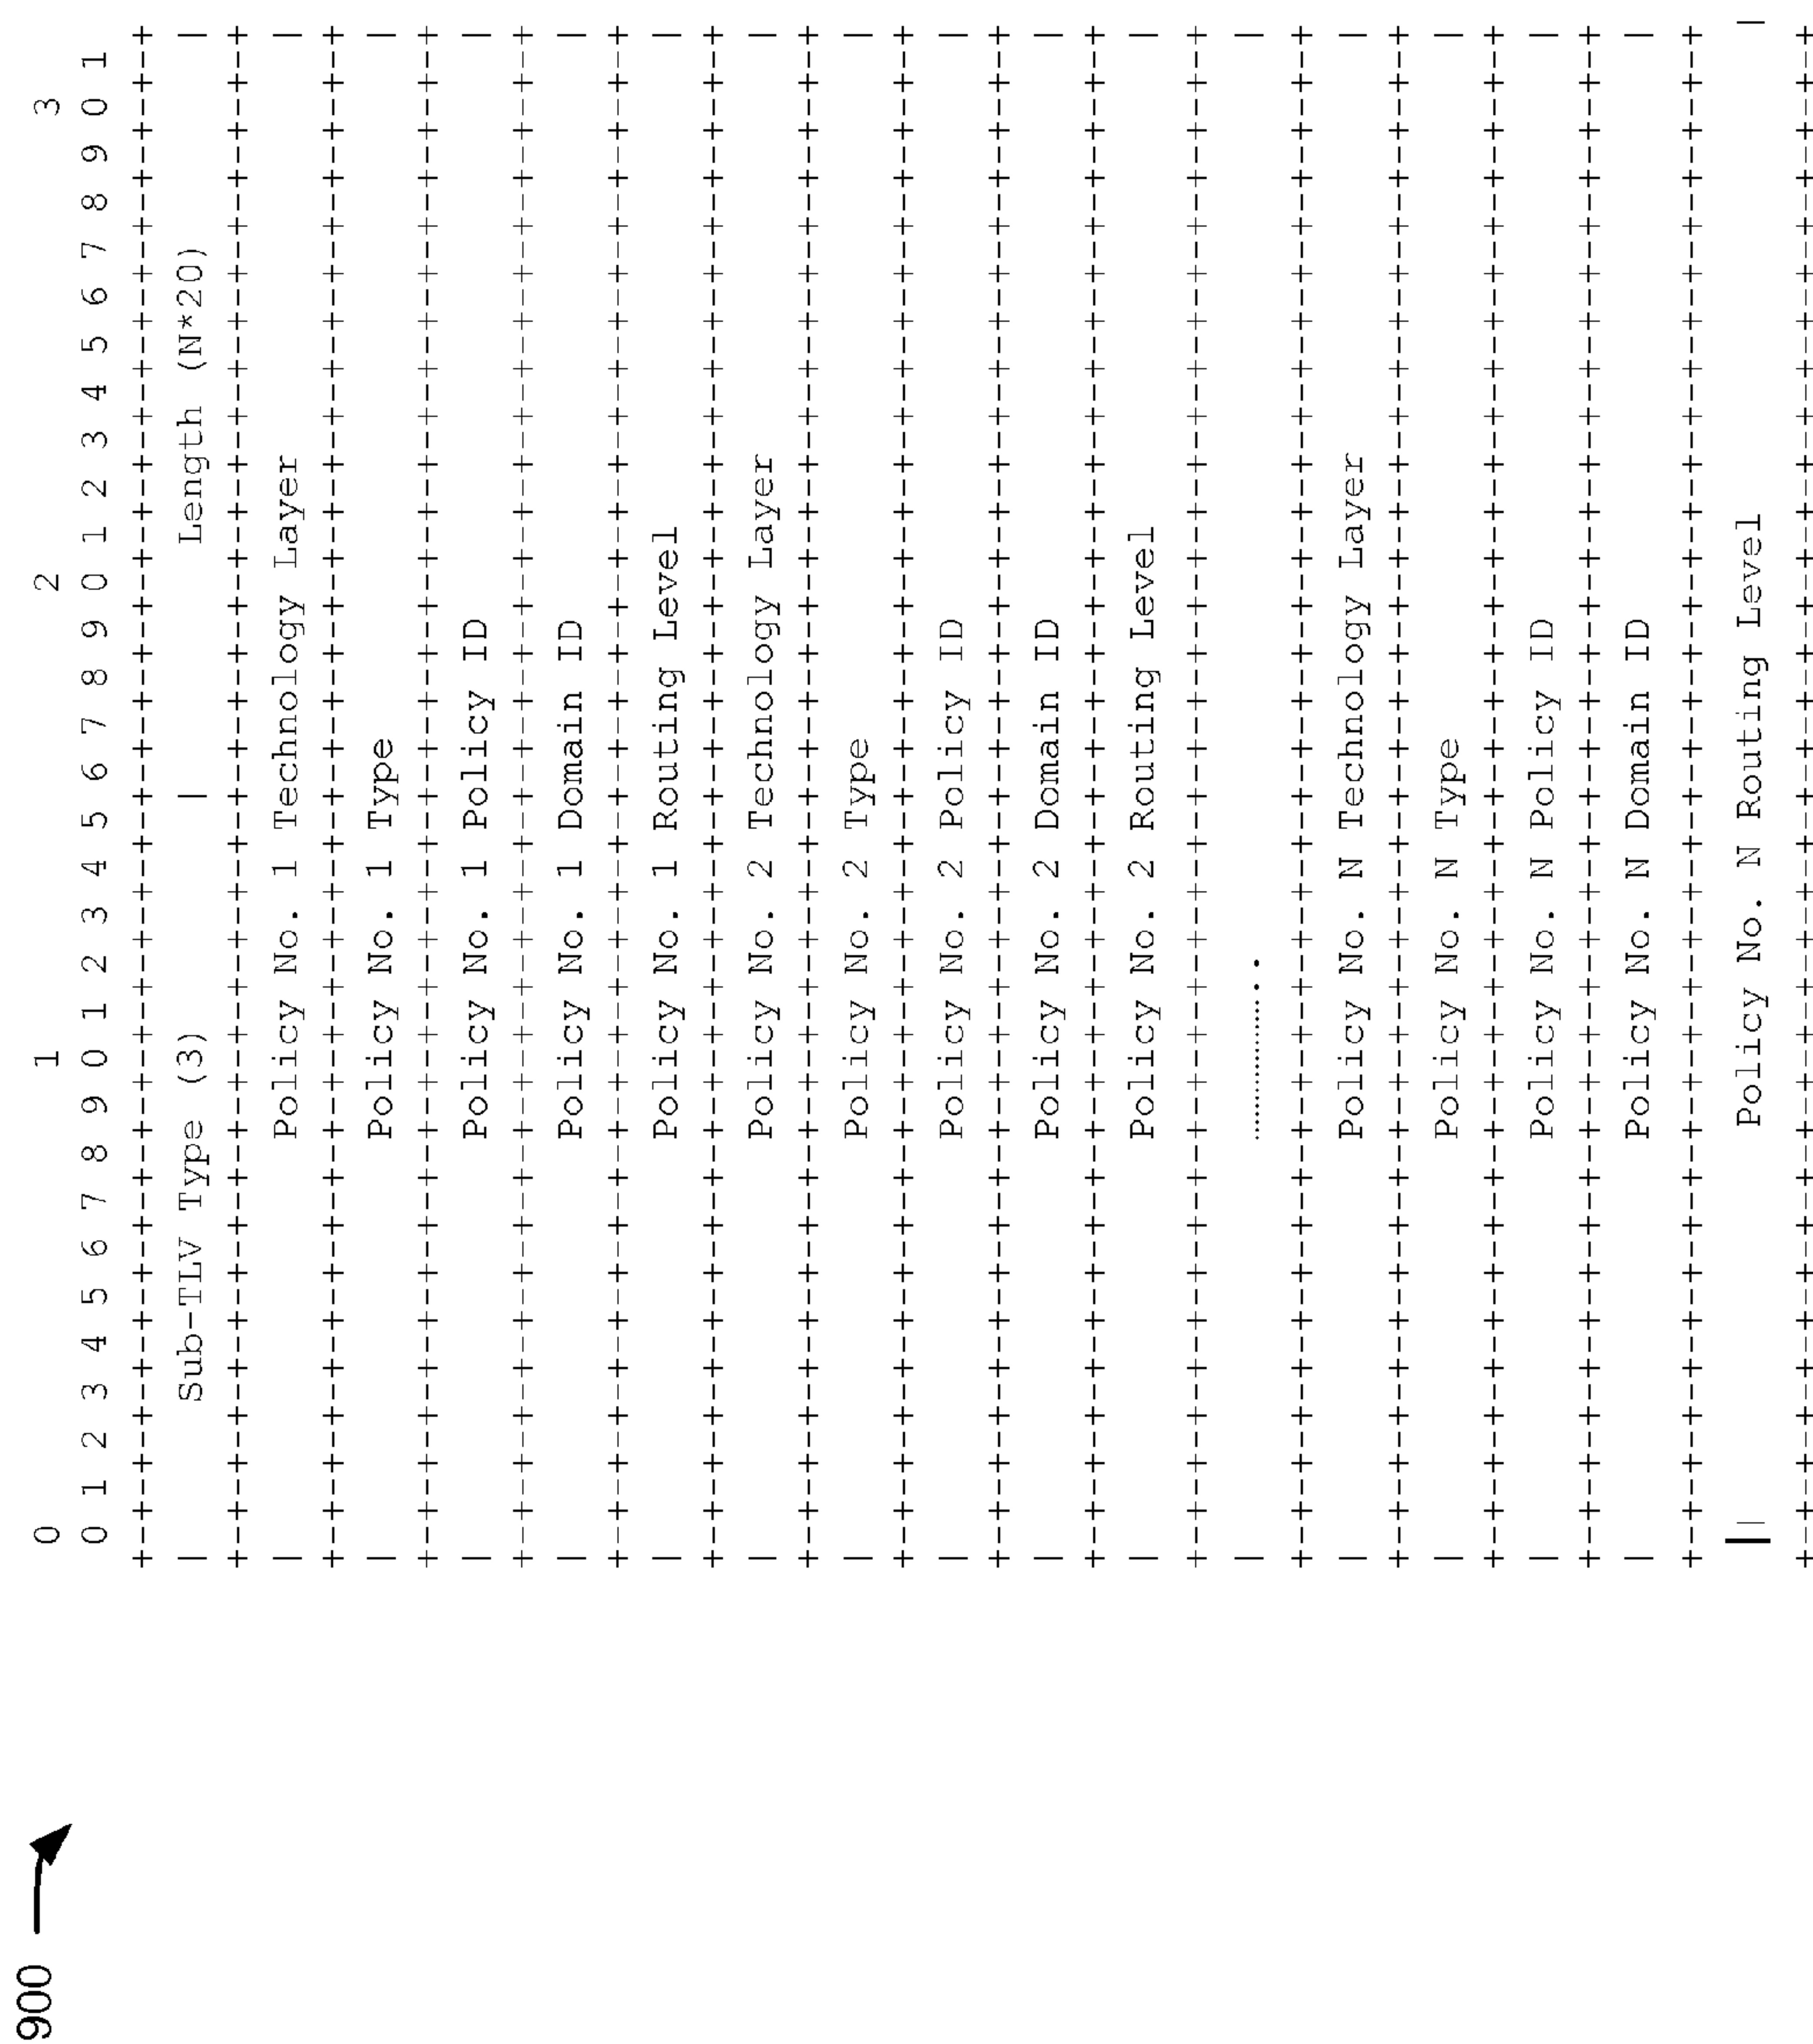 900
0 1 2 3
0 1 2 3 4 5 6 7 8 9 0 1 2 3 4 5 6 7 8 9 0 1 2 3 4 5 6 7 8 9 0 1
+-+-+-+-+-+-+-+-+-+-+-+-+-+-+-+-+-+-+-+-+-+-+-+-+-+-+-+-+-+-+-+-+
| Sub-TLV Type (3) | Length (N*20) |
+-+-+-+-+-+-+-+-+-+-+-+-+-+-+-+-+-+-+-+-+-+-+-+-+-+-+-+-+-+-+-+-+
| Policy No. 1 Technology Layer |
+-+-+-+-+-+-+-+-+-+-+-+-+-+-+-+-+-+-+-+-+-+-+-+-+-+-+-+-+-+-+-+-+
| Policy No. 1 Type |
+-+-+-+-+-+-+-+-+-+-+-+-+-+-+-+-+-+-+-+-+-+-+-+-+-+-+-+-+-+-+-+-+
| Policy No. 1 Policy ID |
+-+-+-+-+-+-+-+-+-+-+-+-+-+-+-+-+-+-+-+-+-+-+-+-+-+-+-+-+-+-+-+-+
| Policy No. 1 Domain ID |
+-+-+-+-+-+-+-+-+-+-+-+-+-+-+-+-+-+-+-+-+-+-+-+-+-+-+-+-+-+-+-+-+
| Policy No. 1 Routing Level |
+-+-+-+-+-+-+-+-+-+-+-+-+-+-+-+-+-+-+-+-+-+-+-+-+-+-+-+-+-+-+-+-+
| Policy No. 2 Technology Layer |
+-+-+-+-+-+-+-+-+-+-+-+-+-+-+-+-+-+-+-+-+-+-+-+-+-+-+-+-+-+-+-+-+
| Policy No. 2 Type |
+-+-+-+-+-+-+-+-+-+-+-+-+-+-+-+-+-+-+-+-+-+-+-+-+-+-+-+-+-+-+-+-+
| Policy No. 2 Policy ID |
+-+-+-+-+-+-+-+-+-+-+-+-+-+-+-+-+-+-+-+-+-+-+-+-+-+-+-+-+-+-+-+-+
| Policy No. 2 Domain ID |
+-+-+-+-+-+-+-+-+-+-+-+-+-+-+-+-+-+-+-+-+-+-+-+-+-+-+-+-+-+-+-+-+
| Policy No. 2 Routing Level |
+-+-+-+-+-+-+-+-+-+-+-+-+-+-+-+-+-+-+-+-+-+-+-+-+-+-+-+-+-+-+-+-+
| ................ |
+-+-+-+-+-+-+-+-+-+-+-+-+-+-+-+-+-+-+-+-+-+-+-+-+-+-+-+-+-+-+-+-+
| Policy No. N Technology Layer |
+-+-+-+-+-+-+-+-+-+-+-+-+-+-+-+-+-+-+-+-+-+-+-+-+-+-+-+-+-+-+-+-+
| Policy No. N Type |
+-+-+-+-+-+-+-+-+-+-+-+-+-+-+-+-+-+-+-+-+-+-+-+-+-+-+-+-+-+-+-+-+
| Policy No. N Policy ID |
+-+-+-+-+-+-+-+-+-+-+-+-+-+-+-+-+-+-+-+-+-+-+-+-+-+-+-+-+-+-+-+-+
| Policy No. N Domain ID |
+-+-+-+-+-+-+-+-+-+-+-+-+-+-+-+-+-+-+-+-+-+-+-+-+-+-+-+-+-+-+-+-+
| Policy No. N Routing Level |
+-+-+-+-+-+-+-+-+-+-+-+-+-+-+-+-+-+-+-+-+-+-+-+-+-+-+-+-+-+-+-+-+